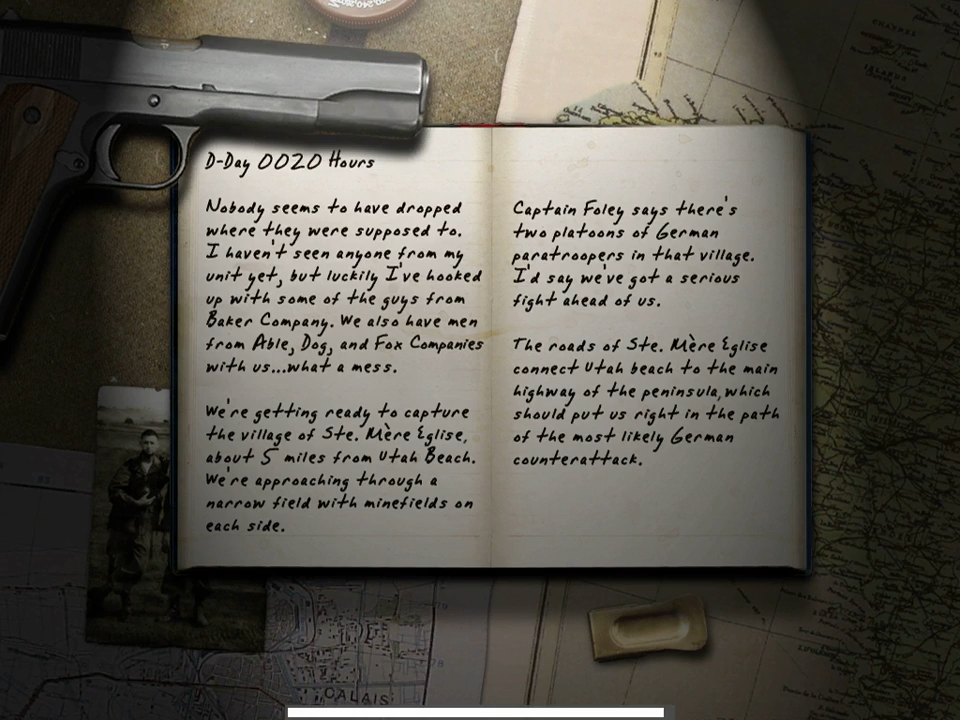 D-Day 0020 Hours
Nobody seems to have dropped
where they were supposed to.
I haven't seen anyone from my
unit yet, but luckily I've hooked
up with some of the guys from
Baker Company. We also have men
from Able, Dog, and Fox Companies
with us...what a mess.
We're getting ready to capture
the village of Ste. Mère Eglise,
about 5 miles from Utah Beach.
We're approaching through a
narrow field with minefields on
each side.
Captain Foley says there's
two platoons of German
paratroopers in that village.
I'd say we've got a serious
fight ahead of us.
The roads of Ste. Mère Eglise
connect Utah beach to the main
highway of the peninsula, which
should put us right in the path
of the most likely German
counterattack.
CALAIS